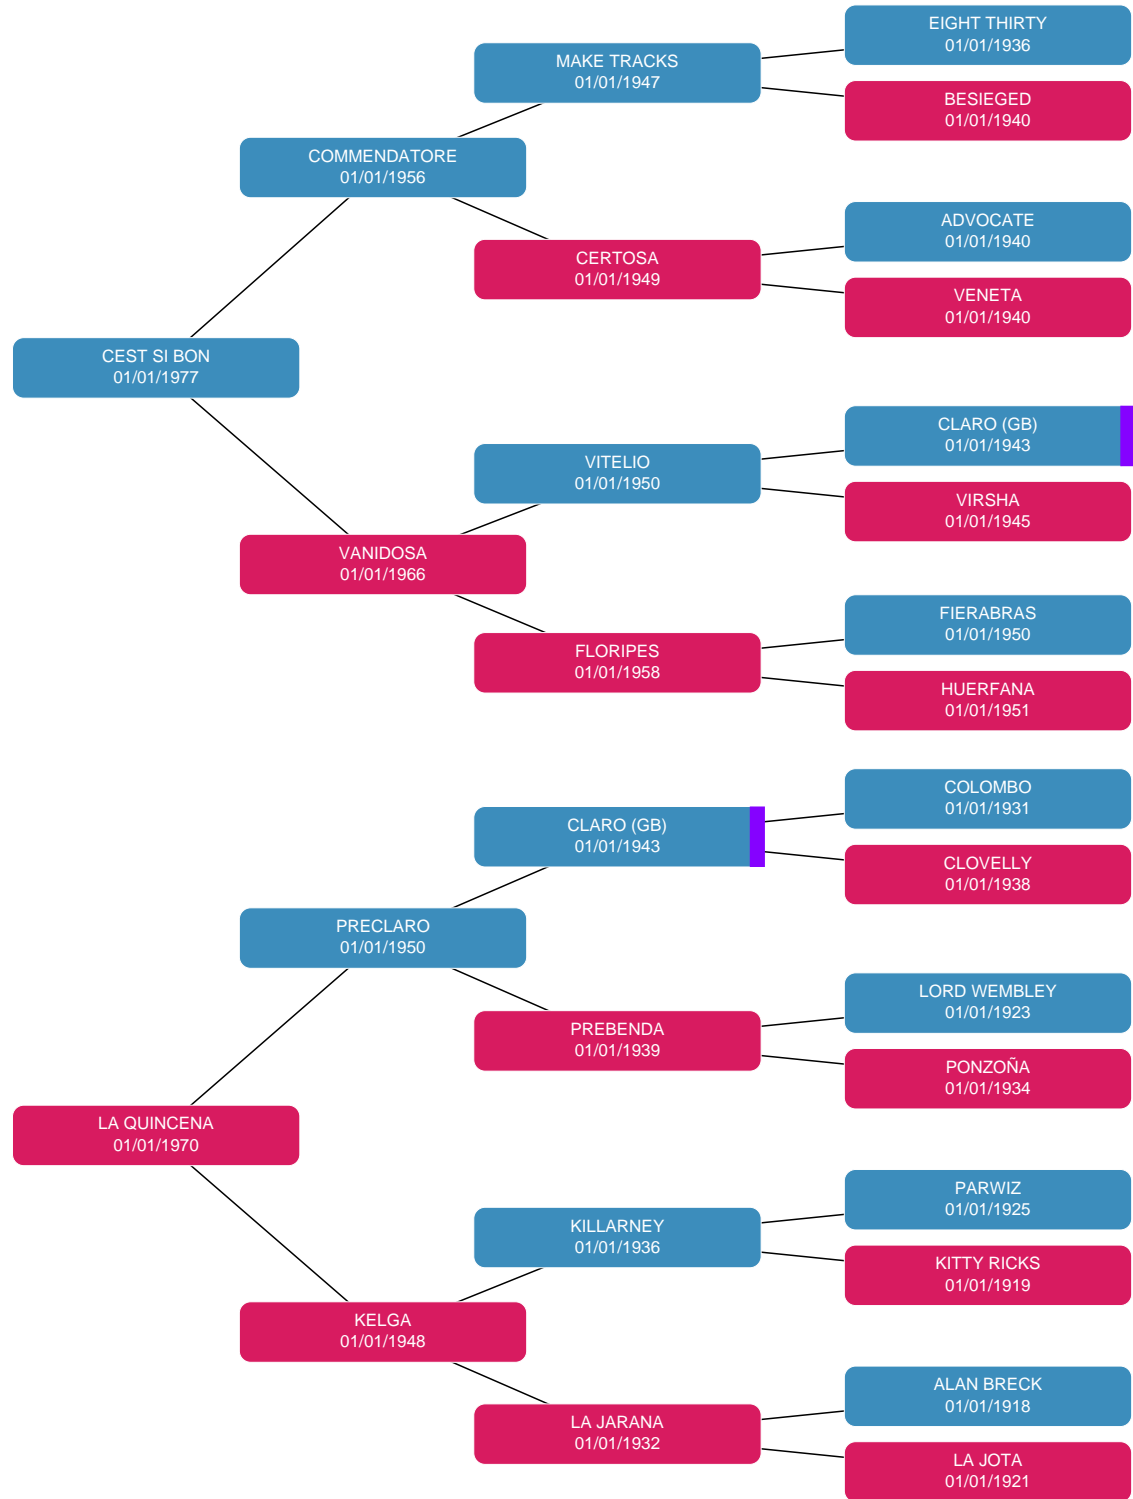 EIGHT THIRTY
01/01/1936
MAKE TRACKS
01/01/1947
BESIEGED
01/01/1940
COMMENDATORE
01/01/1956
ADVOCATE
01/01/1940
CERTOSA
01/01/1949
VENETA
01/01/1940
CEST SI BON
01/01/1977
CLARO (GB)
01/01/1943
VITELIO
01/01/1950
VIRSHA
01/01/1945
VANIDOSA
01/01/1966
FIERABRAS
01/01/1950
FLORIPES
01/01/1958
HUERFANA
01/01/1951
COLOMBO
01/01/1931
CLARO (GB)
01/01/1943
CLOVELLY
01/01/1938
PRECLARO
01/01/1950
LORD WEMBLEY
01/01/1923
PREBENDA
01/01/1939
PONZOÑA
01/01/1934
LA QUINCENA
01/01/1970
PARWIZ
01/01/1925
KILLARNEY
01/01/1936
KITTY RICKS
01/01/1919
KELGA
01/01/1948
ALAN BRECK
01/01/1918
LA JARANA
01/01/1932
LA JOTA
01/01/1921